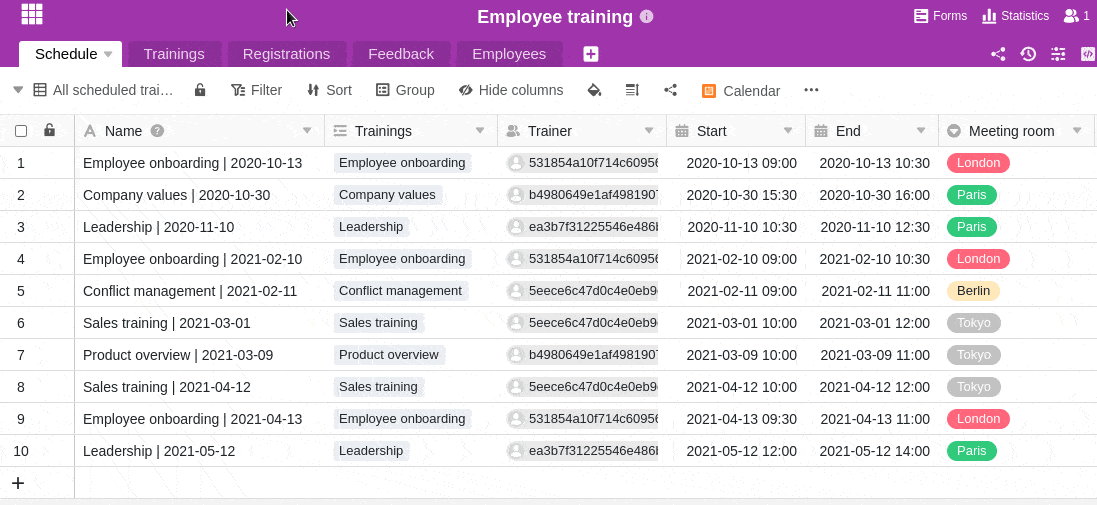 Employee training
Forms Statistics 1
Schedule Trainings Registrations Feedback Employees
All scheduled trai... Filter Sort Group Hide columns Calendar
Name Trainings Trainer Start End Meeting room
1 Employee onboarding | 2020-10-13 Employee onboarding 531854a10f714c6095 2020-10-13 09:00 2020-10-13 10:30 London
2 Company values | 2020-10-30 Company values b4980649e1af498190 2020-10-30 15:30 2020-10-30 16:00 Paris
3 Leadership | 2020-11-10 Leadership ea3b7f31225546e486 2020-11-10 10:30 2020-11-10 12:30 Paris
4 Employee onboarding | 2021-02-10 Employee onboarding 531854a10f714c6095 2021-02-10 09:00 2021-02-10 10:30 London
5 Conflict management | 2021-02-11 Conflict management 5eece6c47d0c4e0eb9 2021-02-11 09:00 2021-02-11 11:00 Berlin
6 Sales training | 2021-03-01 Sales training 5eece6c47d0c4e0eb9 2021-03-01 10:00 2021-03-01 12:00 Tokyo
7 Product overview | 2021-03-09 Product overview b4980649e1af498190 2021-03-09 10:00 2021-03-09 11:00 Tokyo
8 Sales training | 2021-04-12 Sales training 5eece6c47d0c4e0eb9 2021-04-12 10:00 2021-04-12 12:00 Tokyo
9 Employee onboarding | 2021-04-13 Employee onboarding 531854a10f714c6095 2021-04-13 09:30 2021-04-13 11:00 London
10 Leadership | 2021-05-12 Leadership ea3b7f31225546e486 2021-05-12 12:00 2021-05-12 14:00 Paris